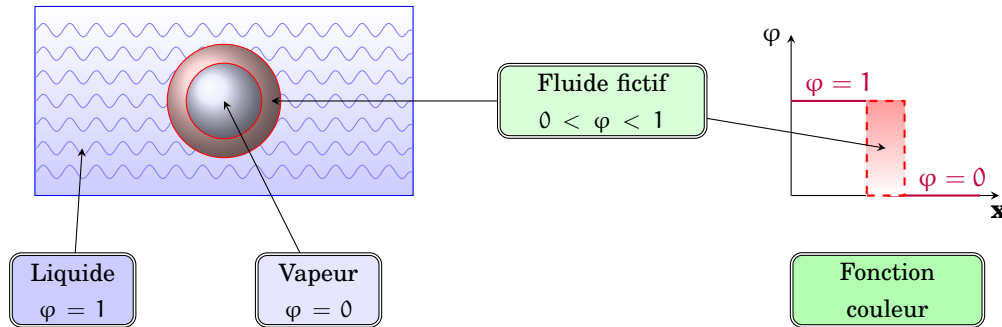 φ
Fluide fictif
0 < φ < 1
φ = 1
φ = 0
x
Liquide
φ = 1
Vapeur
φ = 0
Fonction
couleur